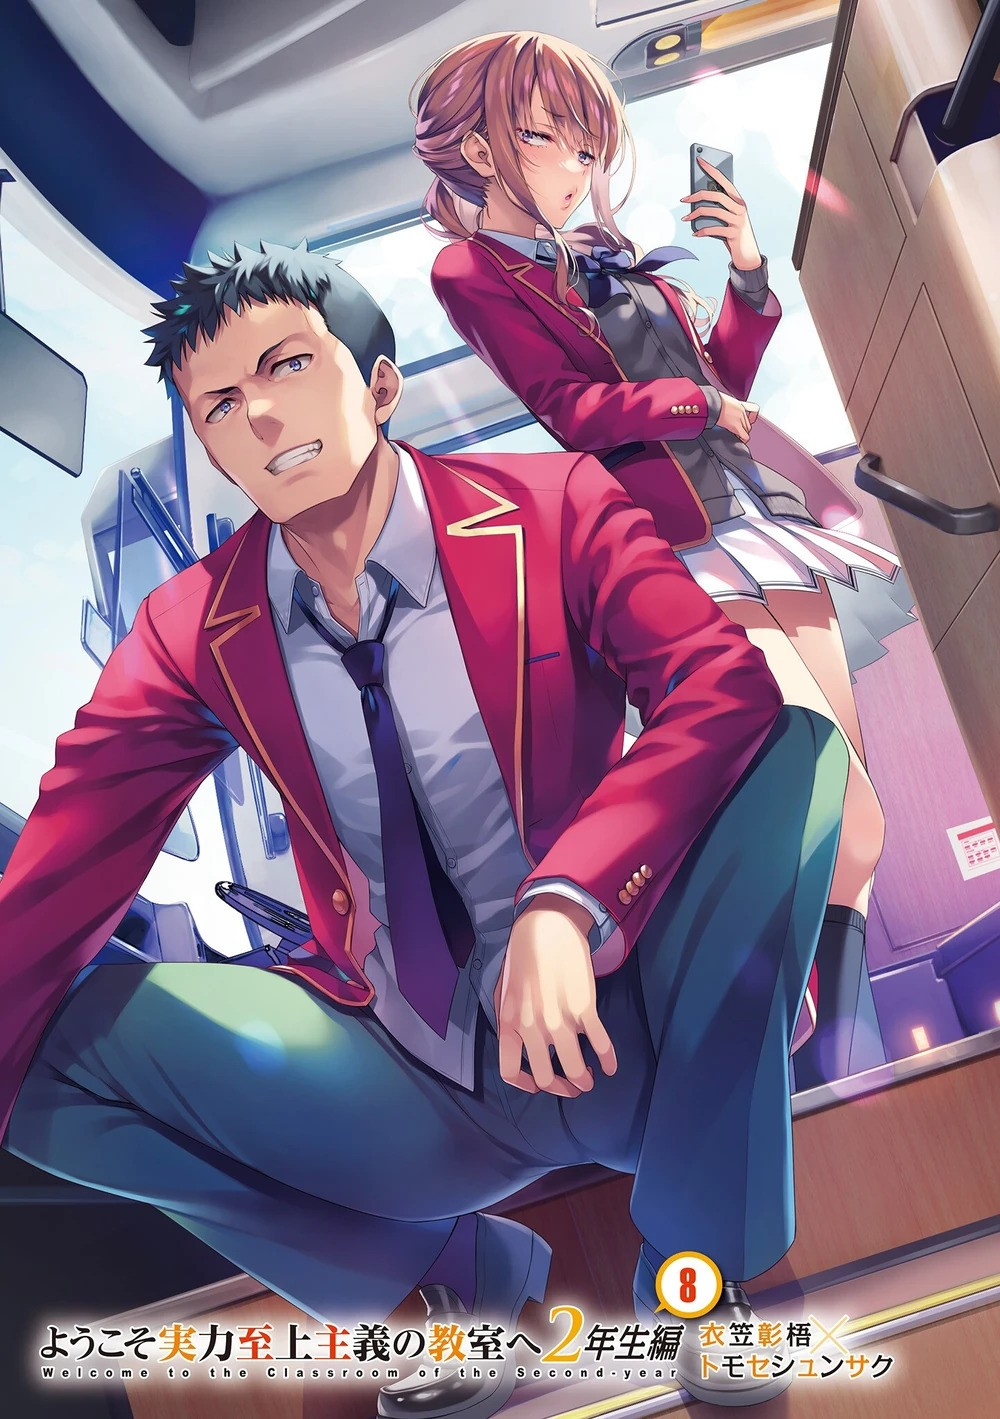 8
ようこそ実力至上主義の教室へ2年生編
Welcome to the Classroom of the Second-year
衣笠彰梧×
トモセシュンサク